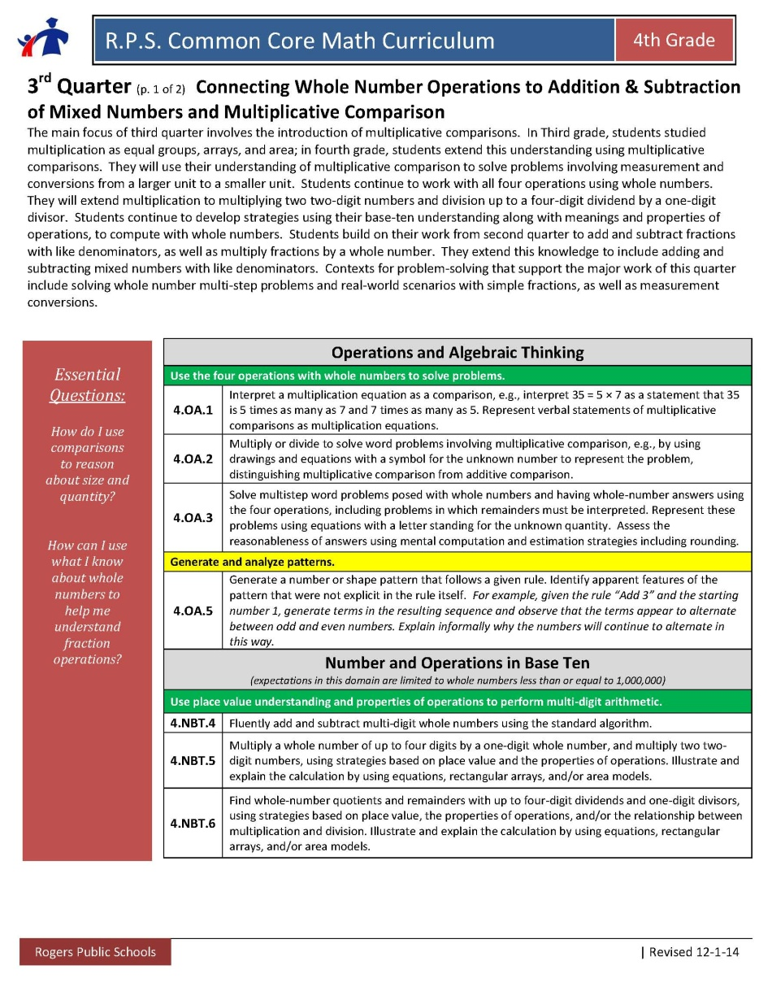 R.P.S. Common Core Math Curriculum
4th Grade
3rd Quarter (p. 1 of 2) Connecting Whole Number Operations to Addition & Subtraction
of Mixed Numbers and Multiplicative Comparison
The main focus of third quarter involves the introduction of multiplicative comparisons. In Third grade, students studied
multiplication as equal groups, arrays, and area; in fourth grade, students extend this understanding using multiplicative
comparisons. They will use their understanding of multiplicative comparison to solve problems involving measurement and
conversions from a larger unit to a smaller unit. Students continue to work with all four operations using whole numbers.
They will extend multiplication to multiplying two two-digit numbers and division up to a four-digit dividend by a one-digit
divisor. Students continue to develop strategies using their base-ten understanding along with meanings and properties of
operations, to compute with whole numbers. Students build on their work from second quarter to add and subtract fractions
with like denominators, as well as multiply fractions by a whole number. They extend this knowledge to include adding and
subtracting mixed numbers with like denominators. Contexts for problem-solving that support the major work of this quarter
include solving whole number multi-step problems and real-world scenarios with simple fractions, as well as measurement
conversions.
Essential
Questions:
How do I use
comparisons
to reason
about size and
quantity?
How can I use
what I know
about whole
numbers to
help me
understand
fraction
operations?
Operations and Algebraic Thinking
Use the four operations with whole numbers to solve problems.
4.OA.1
Interpret a multiplication equation as a comparison, e.g., interpret 35 = 5 × 7 as a statement that 35
is 5 times as many as 7 and 7 times as many as 5. Represent verbal statements of multiplicative
comparisons as multiplication equations.
4.OA.2
Multiply or divide to solve word problems involving multiplicative comparison, e.g., by using
drawings and equations with a symbol for the unknown number to represent the problem,
distinguishing multiplicative comparison from additive comparison.
4.OA.3
Solve multistep word problems posed with whole numbers and having whole-number answers using
the four operations, including problems in which remainders must be interpreted. Represent these
problems using equations with a letter standing for the unknown quantity. Assess the
reasonableness of answers using mental computation and estimation strategies including rounding.
Generate and analyze patterns.
4.OA.5
Generate a number or shape pattern that follows a given rule. Identify apparent features of the
pattern that were not explicit in the rule itself. For example, given the rule “Add 3” and the starting
number 1, generate terms in the resulting sequence and observe that the terms appear to alternate
between odd and even numbers. Explain informally why the numbers will continue to alternate in
this way.
Number and Operations in Base Ten
(expectations in this domain are limited to whole numbers less than or equal to 1,000,000)
Use place value understanding and properties of operations to perform multi-digit arithmetic.
4.NBT.4
Fluently add and subtract multi-digit whole numbers using the standard algorithm.
4.NBT.5
Multiply a whole number of up to four digits by a one-digit whole number, and multiply two two-
digit numbers, using strategies based on place value and the properties of operations. Illustrate and
explain the calculation by using equations, rectangular arrays, and/or area models.
4.NBT.6
Find whole-number quotients and remainders with up to four-digit dividends and one-digit divisors,
using strategies based on place value, the properties of operations, and/or the relationship between
multiplication and division. Illustrate and explain the calculation by using equations, rectangular
arrays, and/or area models.
Rogers Public Schools
| Revised 12-1-14